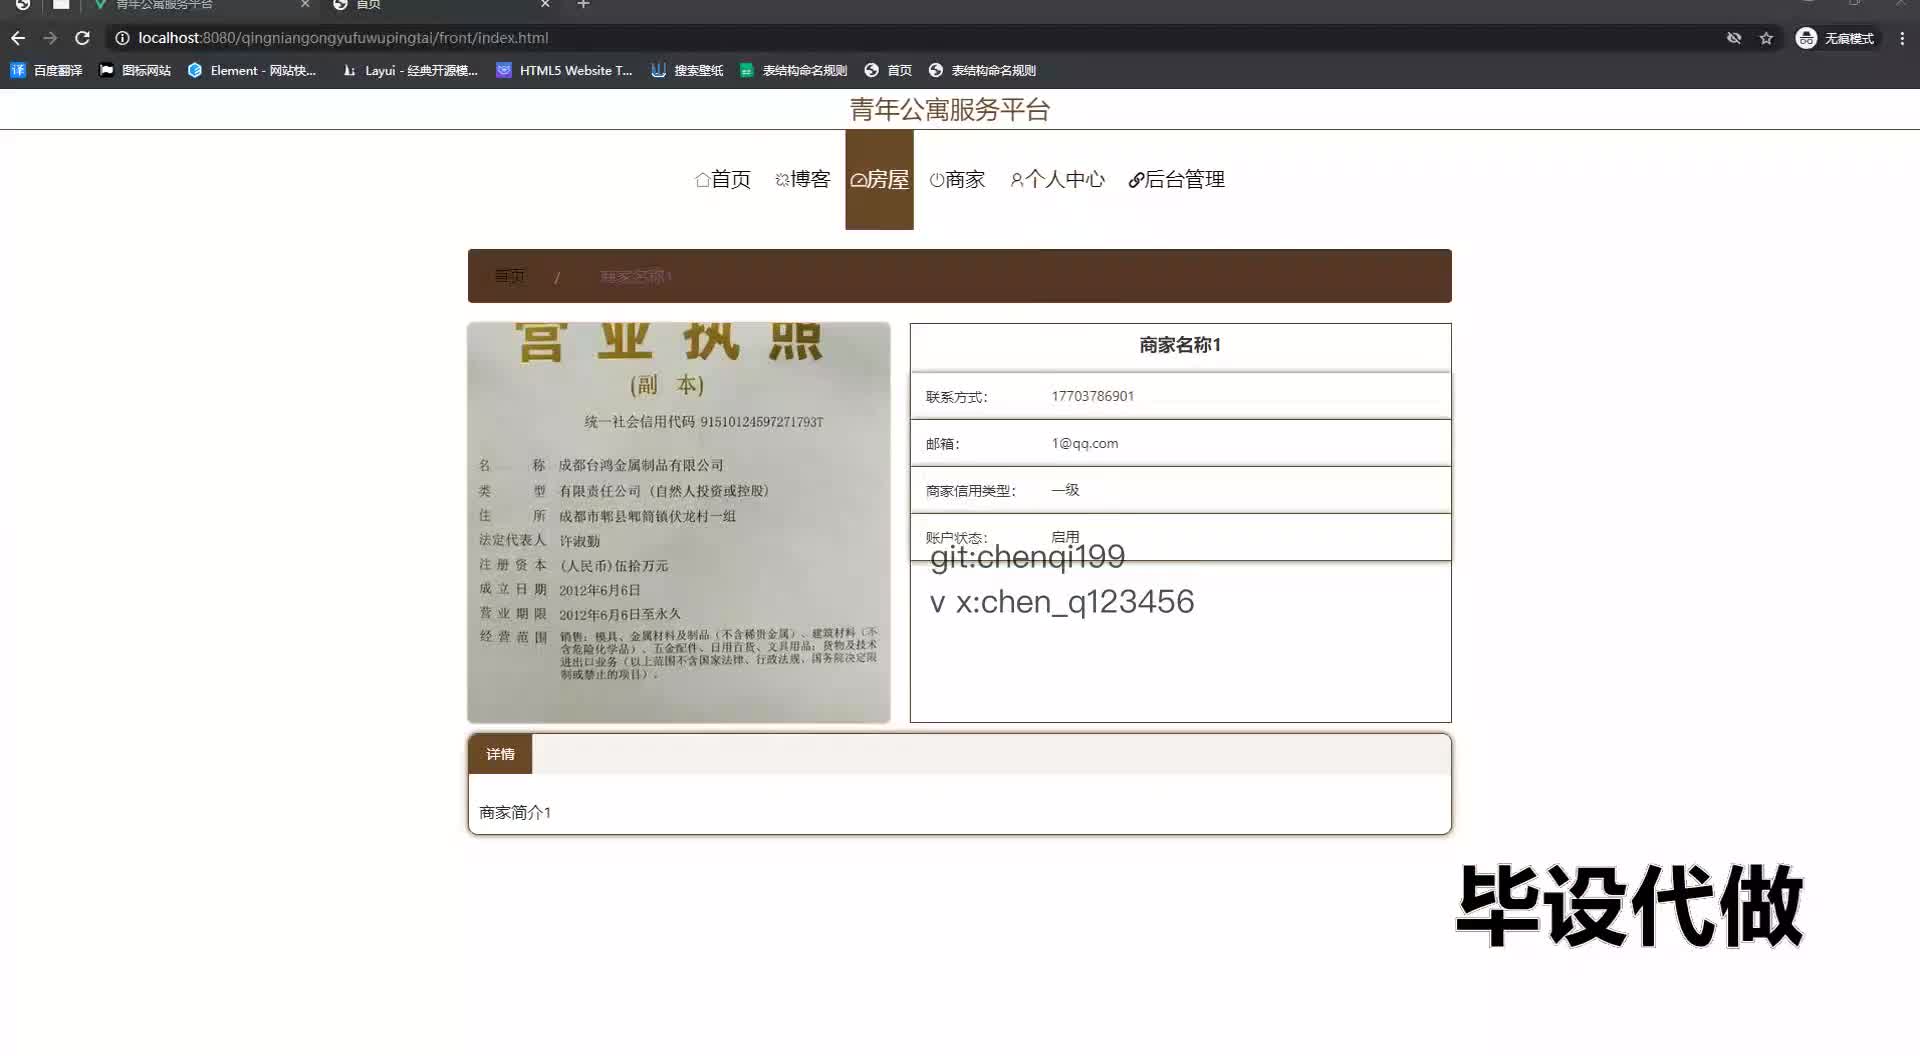 青年公寓服务平台
首页
localhost:8080/qingniangongyufuwupingtai/front/index.html
无痕模式
百度翻译
图标网站
Element - 网站快...
Layui - 经典开源模...
HTML5 Website T...
搜索壁纸
表结构命名规则
首页
表结构命名规则
青年公寓服务平台
首页
博客
房屋
商家
个人中心
后台管理
首页 / 商家名称1
营业执照
(副 本)
统一社会信用代码 91510124597271793T
名 称 成都台鸿金属制品有限公司
类 型 有限责任公司(自然人投资或控股)
住 所 成都市郫县郫筒镇伏龙村一组
法定代表人 许淑勤
注册资本 (人民币)伍拾万元
成立日期 2012年6月6日
营业期限 2012年6月6日至永久
经营范围 销售:模具、金属材料及制品(不含稀贵金属)、建筑材料(不
含危险化学品)、五金配件、日用百货、文具用品;货物及技术
进出口业务(以上范围不含国家法律、行政法规、国务院决定限
制或禁止的项目)。
商家名称1
联系方式: 17703786901
邮箱: 1@qq.com
商家信用类型: 一级
账户状态: 启用
git:chenqi199
v x:chen_q123456
详情
商家简介1
毕设代做